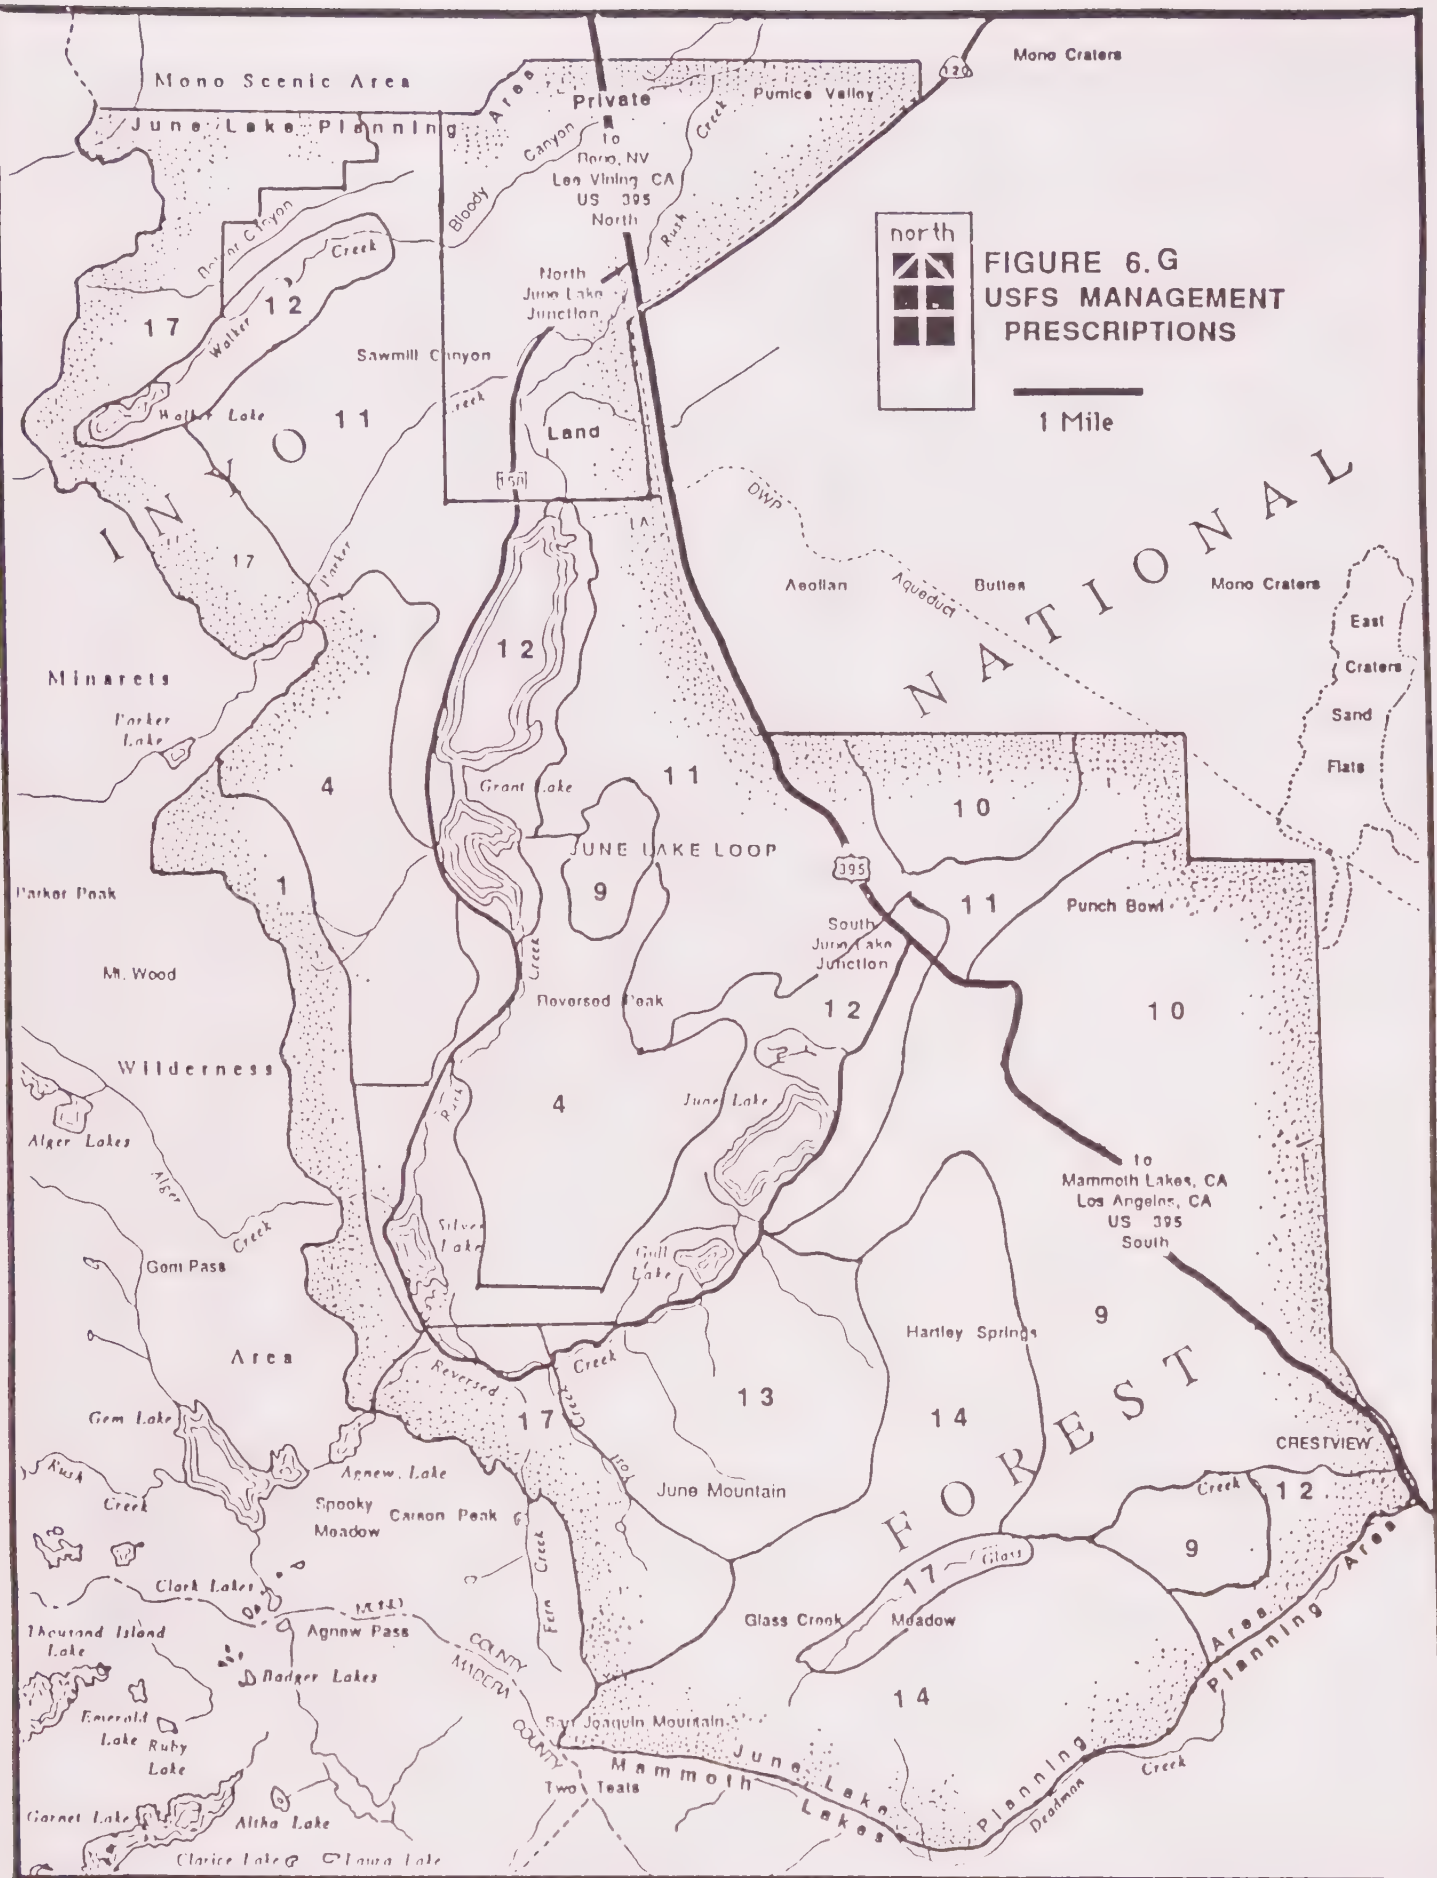 Mono Scenic Area
June Lake Planning Area
Private
Pumice Valley
120
Mono Craters
to
Reno, NV
Lee Vining CA
US 395
North
Bloody Canyon
Rush Creek
Canyon
Walker Creek
17
12
Walker Lake
north
FIGURE 6.G
USFS MANAGEMENT
PRESCRIPTIONS
1 Mile
North
June Lake
Junction
Sawmill Canyon
Parker Creek
11
Land
158
LA
DWP
Aqueduct
INYO
NATIONAL
FOREST
17
Aeolian Buttes
Mono Craters
East
Craters
Sand
Flats
Minarets
Parker
Lake
12
4
Grant Lake
11
10
JUNE LAKE LOOP
9
395
1
Parker Peak
11
Punch Bowl
South
June Lake
Junction
Mt. Wood
Creek
Reversed Peak
12
10
Wilderness
Rush
4
June Lake
Alger Lakes
Alger Creek
to
Mammoth Lakes, CA
Los Angeles, CA
US 395
South
Silver
Lake
Gull
Lake
Gem Pass
9
Hartley Springs
Area
Reversed Creek
13
14
17
Gem Lake
Agnew Lake
CRESTVIEW
Rush
Creek
Spooky
Meadow
Carson Peak
June Mountain
Creek
12
9
17
Glass
Clark Lakes
Fern Creek
Agnew Pass
Glass Creek Meadow
Thousand Island
Lake
COUNTY
MADERA
COUNTY
Badger Lakes
Emerald
Lake
Ruby
Lake
14
San Joaquin Mountain
June Lake Planning Area
Mammoth Lakes Planning Area
Two Teats
Deadman Creek
Garnet Lake
Altha Lake
Clarice Lake
Laura Lake